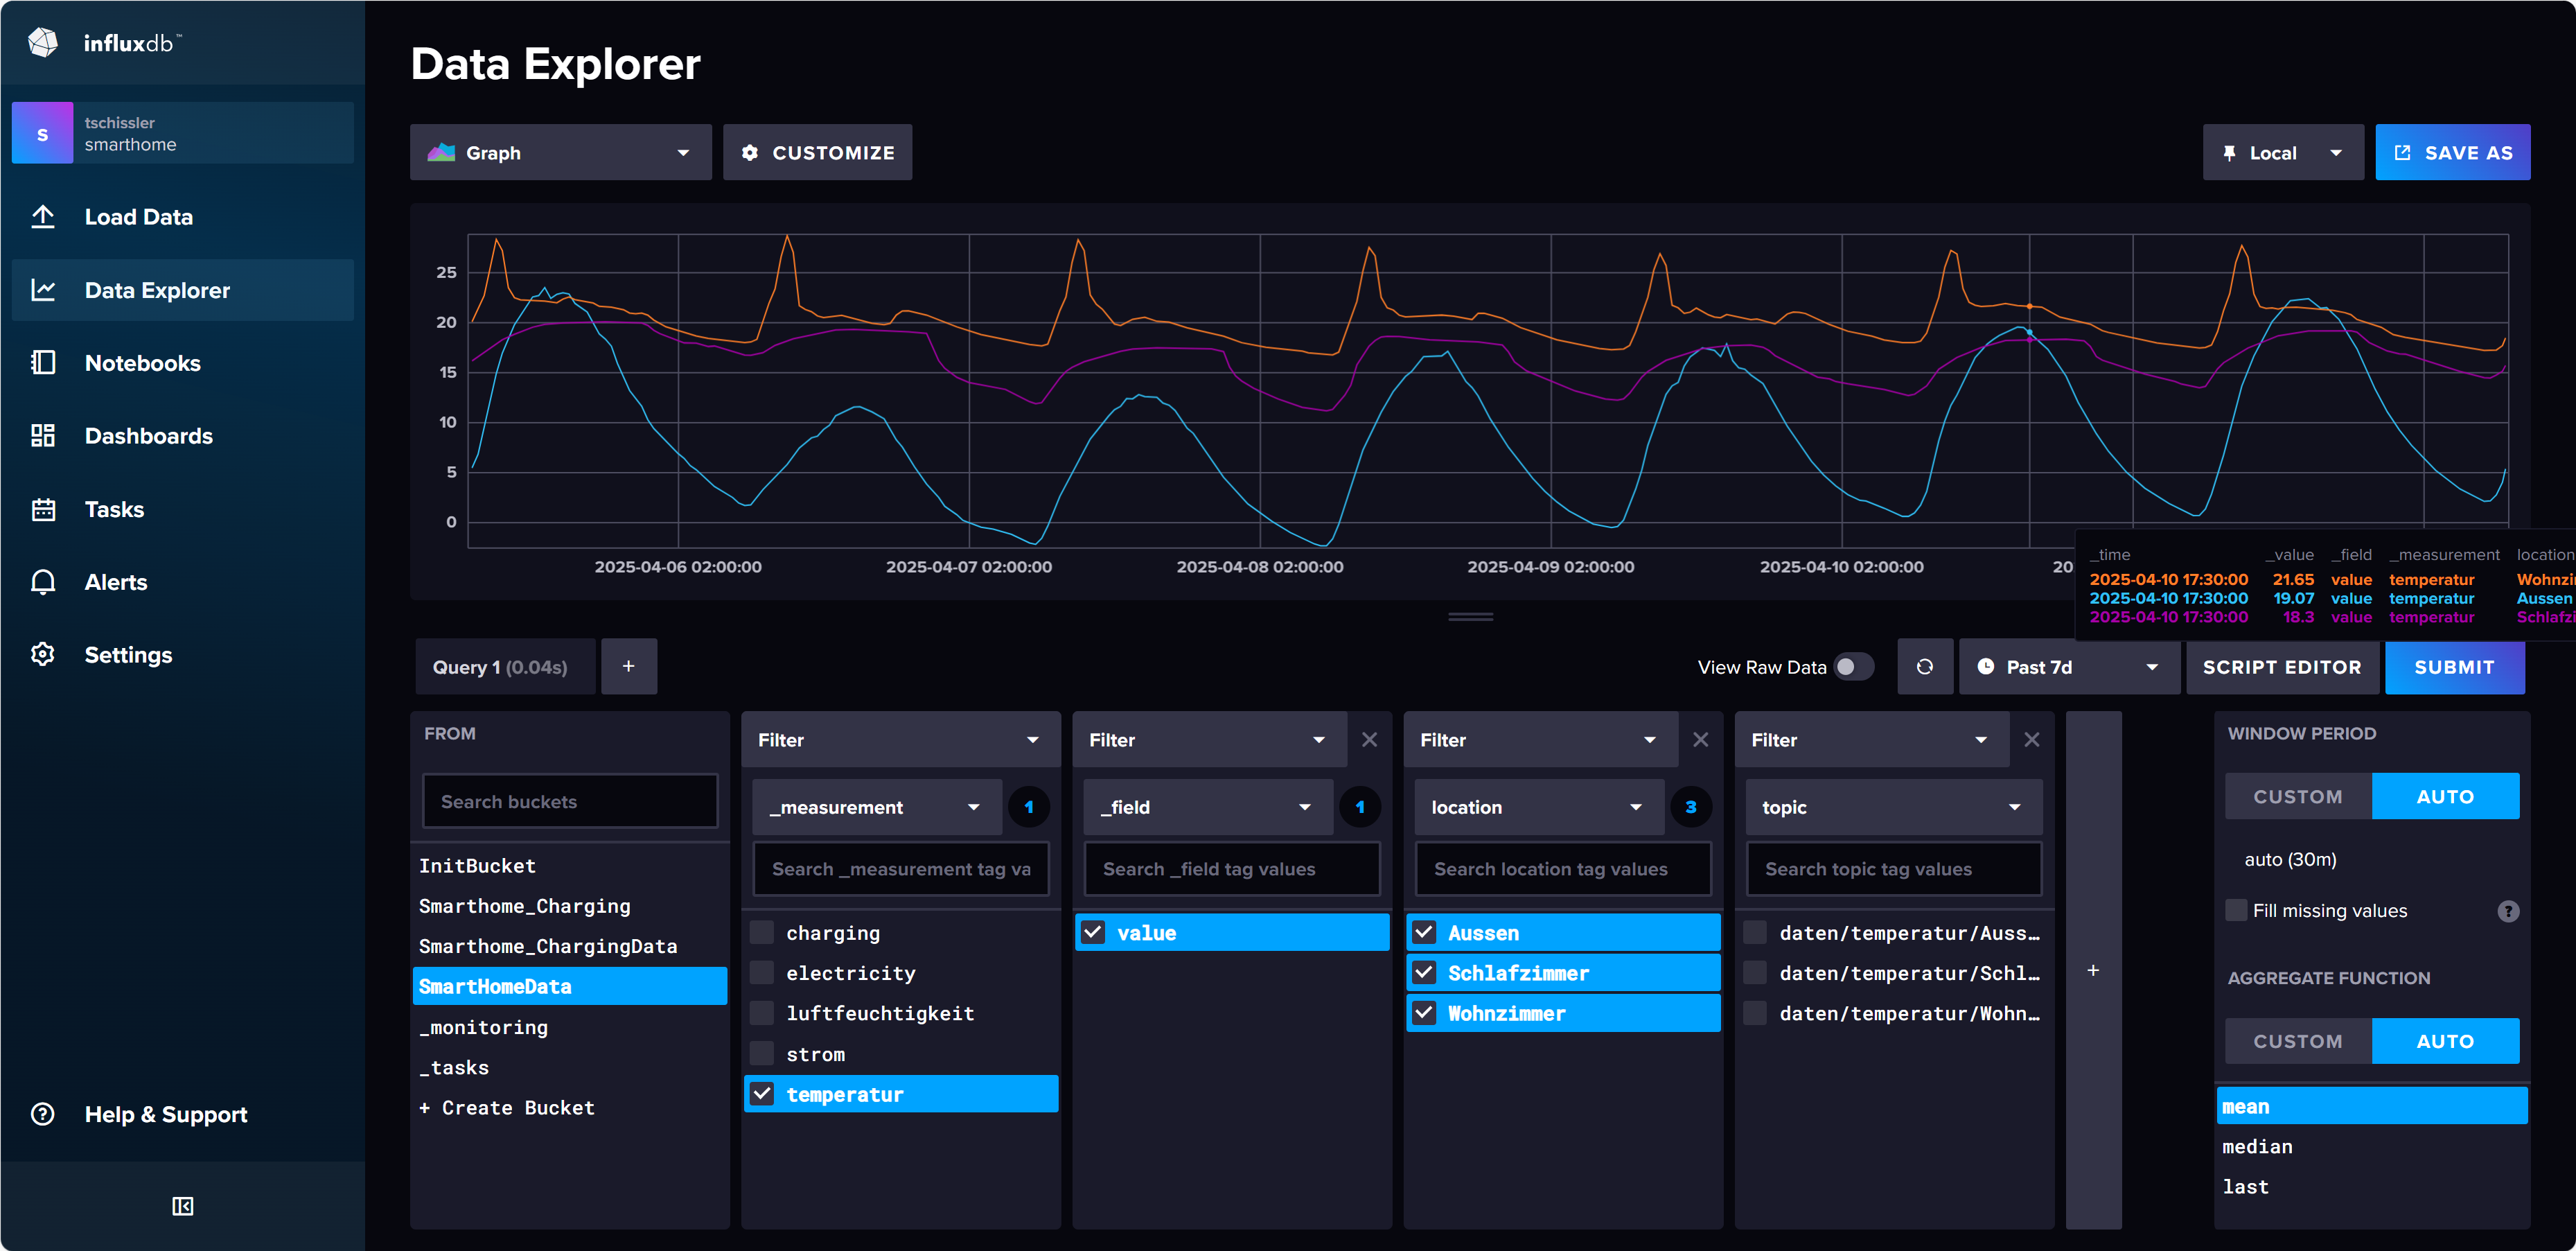 influxdb™
S
tschissler
smarthome
Load Data
Data Explorer
Notebooks
Dashboards
Tasks
Alerts
Settings
Help & Support
Data Explorer
Graph
CUSTOMIZE
Local
SAVE AS
25
20
15
10
5
0
2025-04-06 02:00:00
2025-04-07 02:00:00
2025-04-08 02:00:00
2025-04-09 02:00:00
2025-04-10 02:00:00
20
_time _value _field _measurement location
2025-04-10 17:30:00 21.65 value temperatur Wohnzi
2025-04-10 17:30:00 19.07 value temperatur Aussen
2025-04-10 17:30:00 18.3 value temperatur Schlafzi
Query 1 (0.04s)
+
View Raw Data
Past 7d
SCRIPT EDITOR
SUBMIT
FROM
Search buckets
InitBucket
Smarthome_Charging
Smarthome_ChargingData
SmartHomeData
_monitoring
_tasks
+ Create Bucket
Filter
_measurement
1
Search _measurement tag va
charging
electricity
luftfeuchtigkeit
strom
temperatur
Filter
_field
1
Search _field tag values
value
Filter
location
3
Search location tag values
Aussen
Schlafzimmer
Wohnzimmer
Filter
topic
Search topic tag values
daten/temperatur/Auss…
daten/temperatur/Schl…
daten/temperatur/Wohn…
+
WINDOW PERIOD
CUSTOM
AUTO
auto (30m)
Fill missing values
?
AGGREGATE FUNCTION
CUSTOM
AUTO
mean
median
last